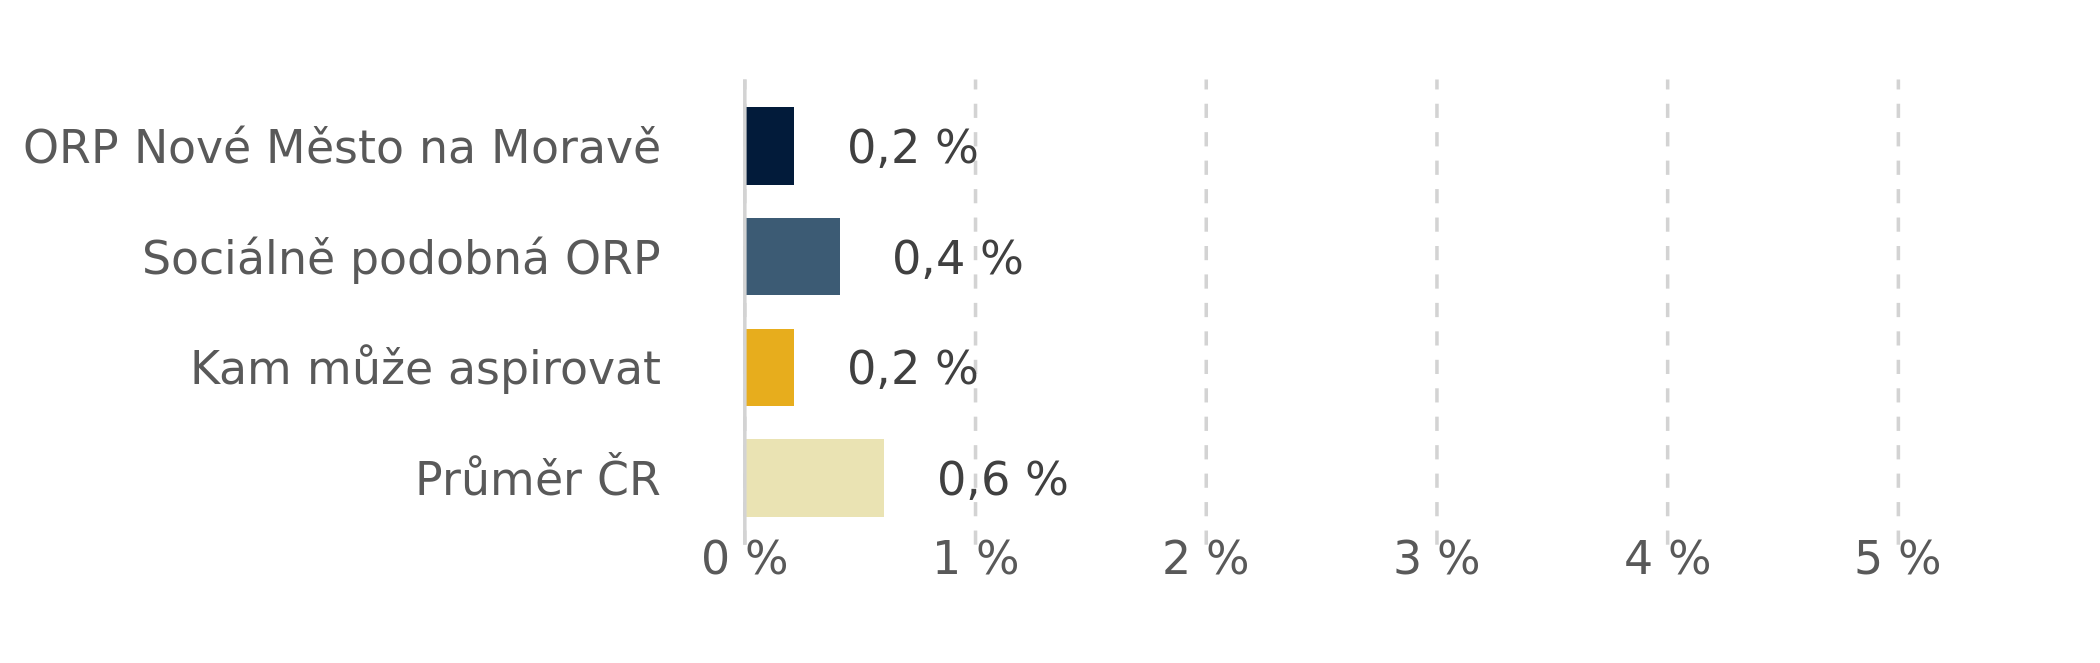 ORP Nové Město na Moravě 0,2 %
Sociálně podobná ORP 0,4 %
Kam může aspirovat 0,2 %
Průměr ČR 0,6 %
0 % 1 % 2 % 3 % 4 % 5 %